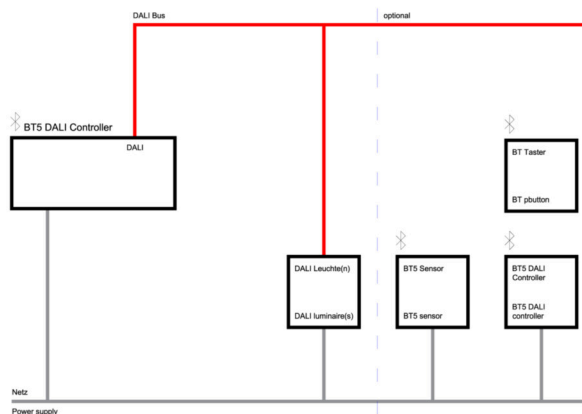 DALI Bus
optional
BT5 DALI Controller
DALI
BT Taster
BT pbutton
DALI Leuchte(n)
DALI luminaire(s)
BT5 Sensor
BT5 sensor
BT5 DALI
Controller
BT5 DALI
controller
Netz
Power supply